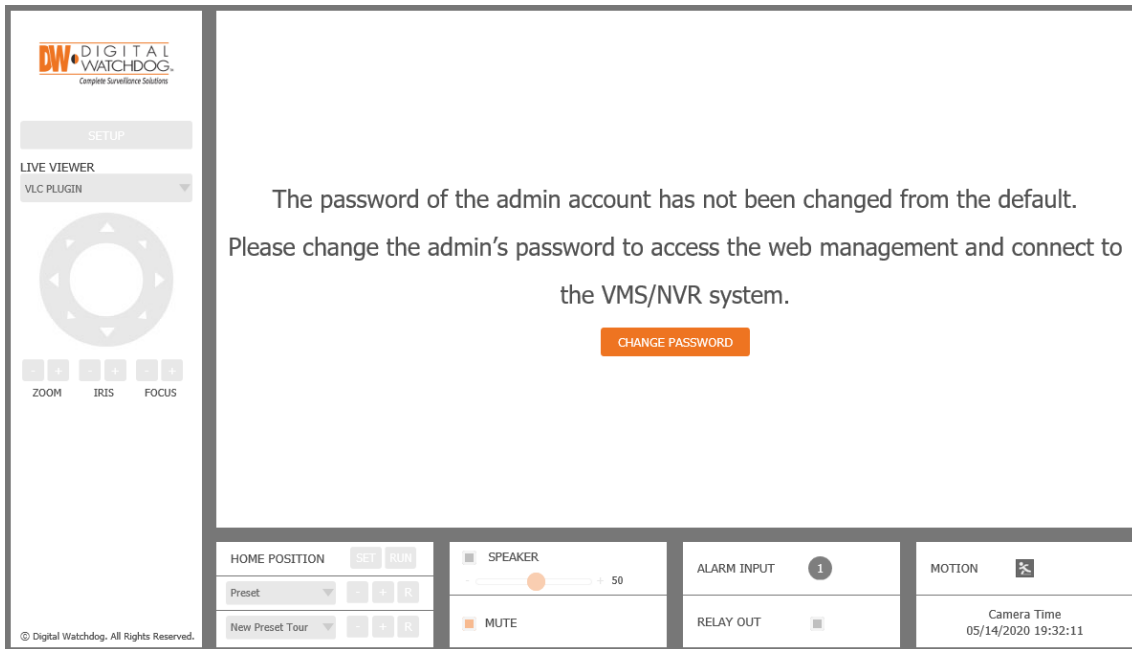 DW DIGITAL
WATCHDOG®
Complete Surveillance Solutions
SETUP
LIVE VIEWER
VLC PLUGIN
- + - + - +
ZOOM IRIS FOCUS
© Digital Watchdog. All Rights Reserved.
The password of the admin account has not been changed from the default.
Please change the admin’s password to access the web management and connect to
the VMS/NVR system.
CHANGE PASSWORD
HOME POSITION SET RUN
Preset - + R
New Preset Tour - + R
SPEAKER
- + 50
MUTE
ALARM INPUT 1
RELAY OUT
MOTION
Camera Time
05/14/2020 19:32:11